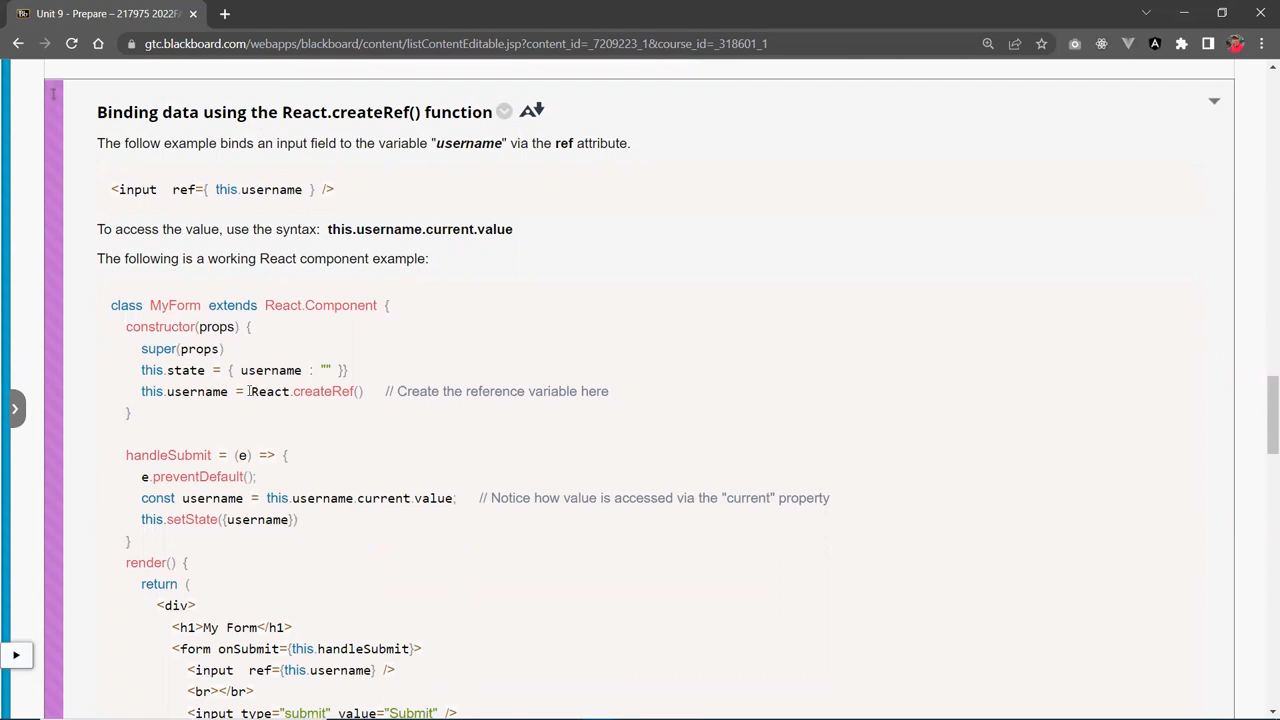 Unit 9 - Prepare – 217975 2022FA
gtc.blackboard.com/webapps/blackboard/content/listContentEditable.jsp?content_id=_7209223_1&course_id=_318601_1
Binding data using the React.createRef() function
The follow example binds an input field to the variable "username" via the ref attribute.
<input  ref={ this.username } />
To access the value, use the syntax:  this.username.current.value
The following is a working React component example:
class MyForm extends React.Component {
constructor(props) {
super(props)
this.state = { username : "" }}
this.username = React.createRef()   // Create the reference variable here
}
handleSubmit = (e) => {
e.preventDefault();
const username = this.username.current.value;   // Notice how value is accessed via the "current" property
this.setState({username})
}
render() {
return (
<div>
<h1>My Form</h1>
<form onSubmit={this.handleSubmit}>
<input  ref={this.username} />
<br></br>
<input type="submit" value="Submit" />